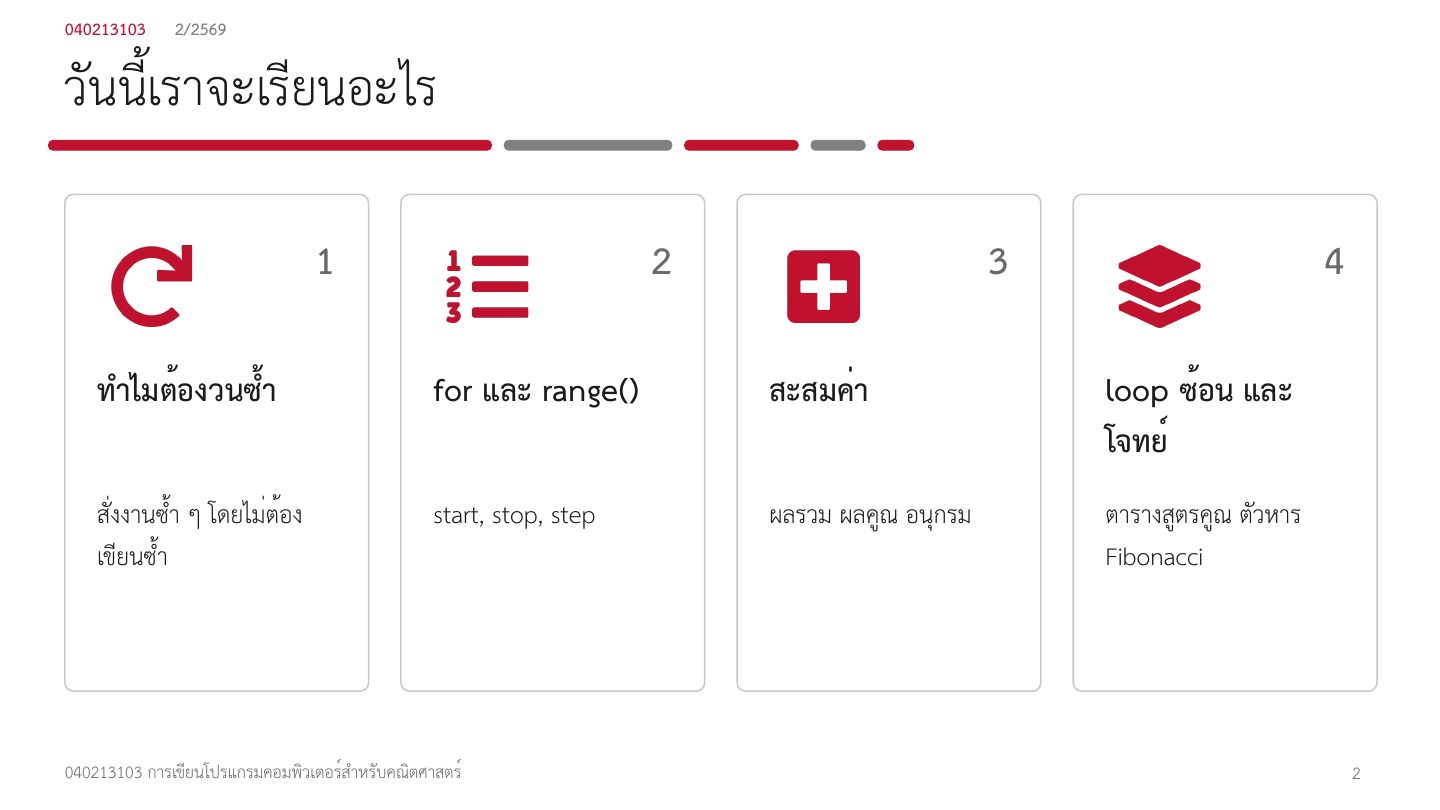 040213103 2/2569
วันนี้เราจะเรียนอะไร
1
ทำไมต้องวนซ้ำ
สั่งงานซ้ำ ๆ โดยไม่ต้อง
เขียนซ้ำ
1
2
3
2
for และ range()
start, stop, step
3
สะสมค่า
ผลรวม ผลคูณ อนุกรม
4
loop ซ้อน และ
โจทย์
ตารางสูตรคูณ ตัวหาร
Fibonacci
040213103 การเขียนโปรแกรมคอมพิวเตอร์สำหรับคณิตศาสตร์
2